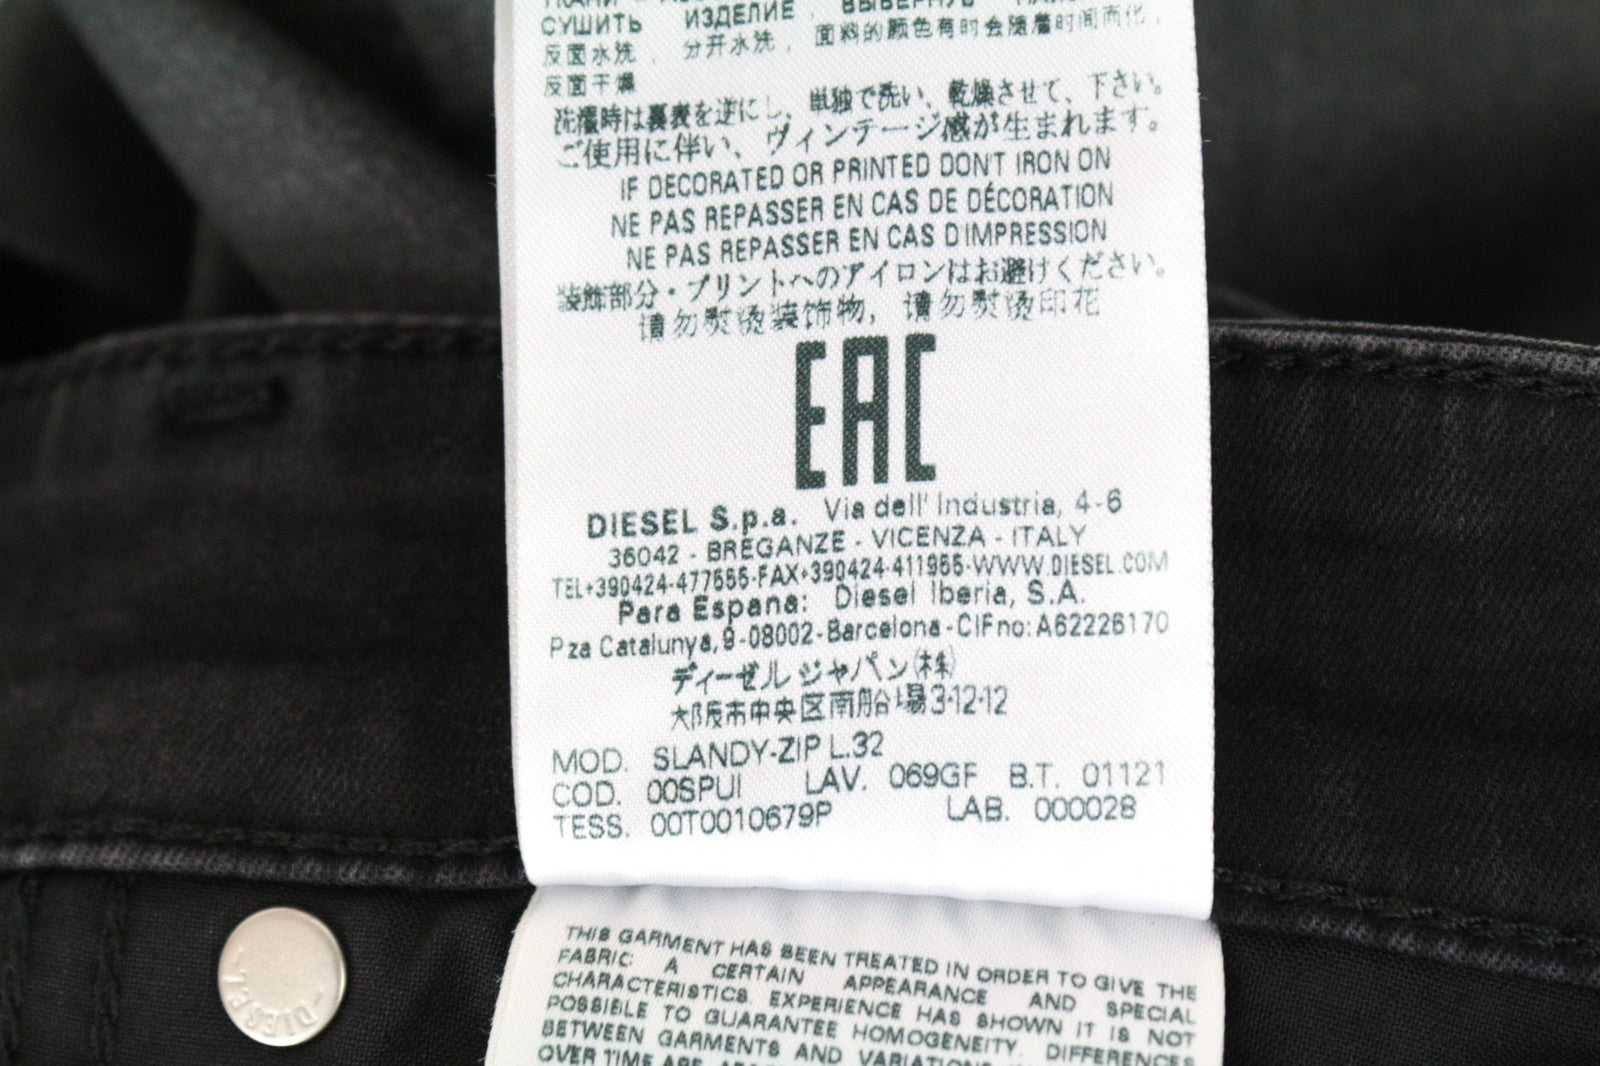 СУШИТЬ ИЗДЕЛИЕ, ВЫВЕРНУВ
反面水洗, 分开水洗, 面料的颜色有时会随着时间而化,
反面干燥
洗濯時は裏表を逆にし、単独で洗い、乾燥させて、下さい。
ご使用に伴い、ヴィンテージ感が生まれます。
IF DECORATED OR PRINTED DON'T IRON ON
NE PAS REPASSER EN CAS DE DÉCORATION
NE PAS REPASSER EN CAS D'IMPRESSION
装飾部分・プリントへのアイロンはお避けください。
请勿熨烫装饰物, 请勿熨烫印花
EAC
DIESEL S.p.a. Via dell' Industria, 4-6
36042 - BREGANZE - VICENZA - ITALY
TEL+390424-477555-FAX+390424-411955-WWW.DIESEL.COM
Para Espana: Diesel Iberia, S.A.
Pza Catalunya,9-08002-Barcelona-CIFno:A62226170
ディーゼル ジャパン(株)
大阪市中央区南船場3-12-12
MOD. SLANDY-ZIP L.32
COD. 00SPUI LAV. 069GF B.T. 01121
TESS. 00T0010679P LAB. 000028
DIESEL
THIS GARMENT HAS BEEN TREATED IN ORDER TO GIVE THE
FABRIC A CERTAIN APPEARANCE AND SPECIAL
CHARACTERISTICS. EXPERIENCE HAS SHOWN IT IS NOT
POSSIBLE TO GUARANTEE HOMOGENEITY. DIFFERENCES
BETWEEN GARMENTS AND VARIATIONS
OVER TIME ARE